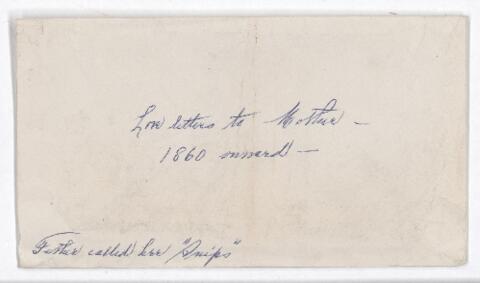 Love letters to Mother —
1860 onward —
Father called her "Snips"